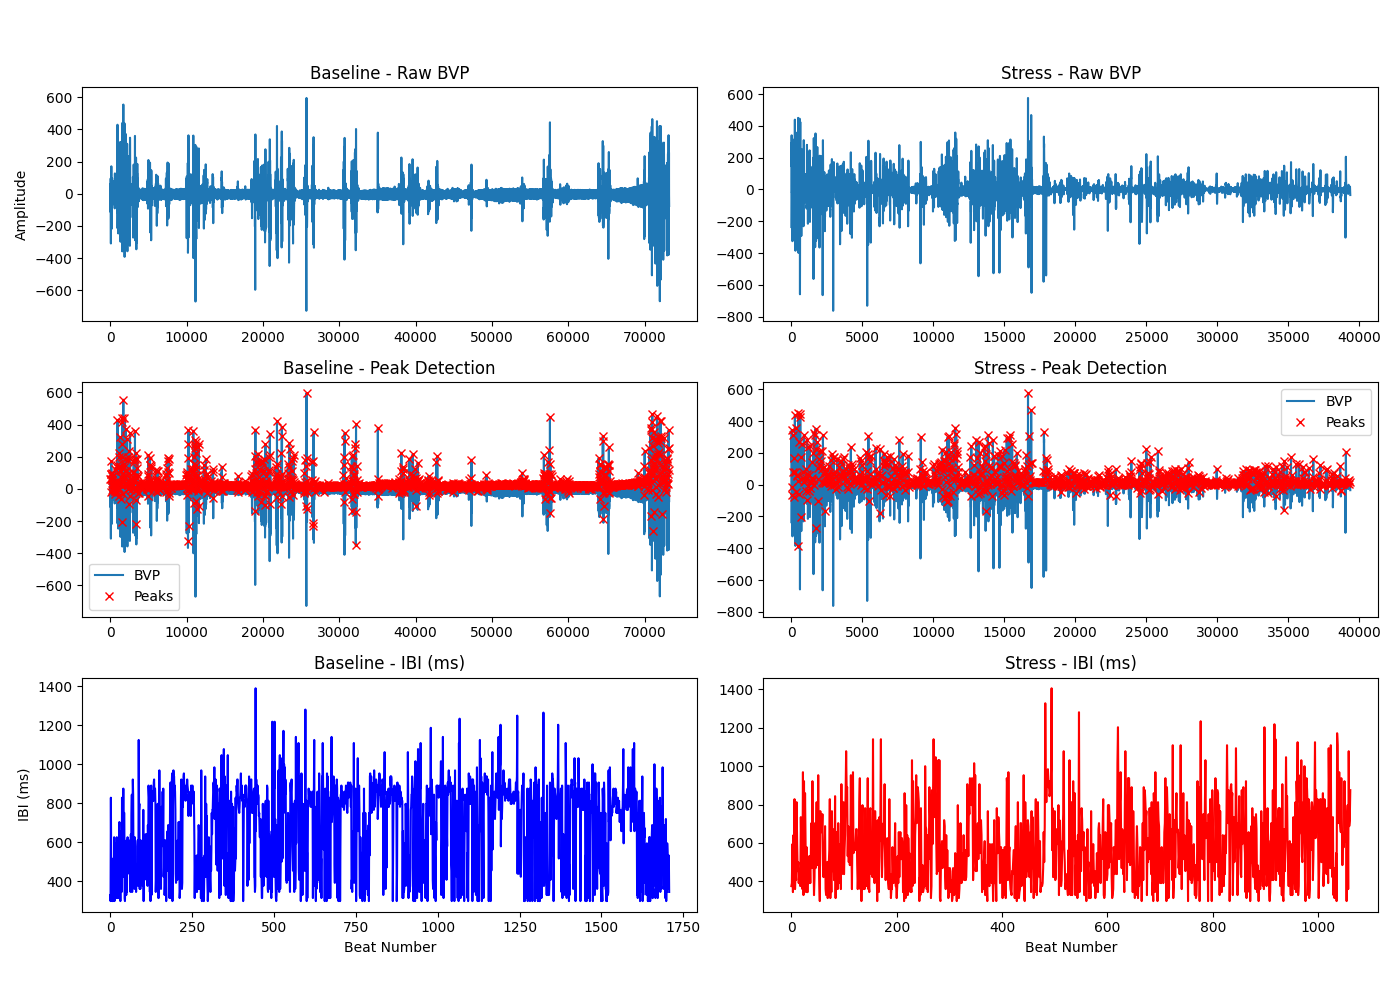 Baseline - Raw BVP
Amplitude
600
400
200
0
−200
−400
−600
0 10000 20000 30000 40000 50000 60000 70000
Stress - Raw BVP
600
400
200
0
−200
−400
−600
−800
0 5000 10000 15000 20000 25000 30000 35000 40000
Baseline - Peak Detection
600
400
200
0
−200
−400
−600
BVP
Peaks
0 10000 20000 30000 40000 50000 60000 70000
Stress - Peak Detection
600
400
200
0
−200
−400
−600
−800
BVP
Peaks
0 5000 10000 15000 20000 25000 30000 35000 40000
Baseline - IBI (ms)
IBI (ms)
1400
1200
1000
800
600
400
0 250 500 750 1000 1250 1500 1750
Beat Number
Stress - IBI (ms)
1400
1200
1000
800
600
400
0 200 400 600 800 1000
Beat Number